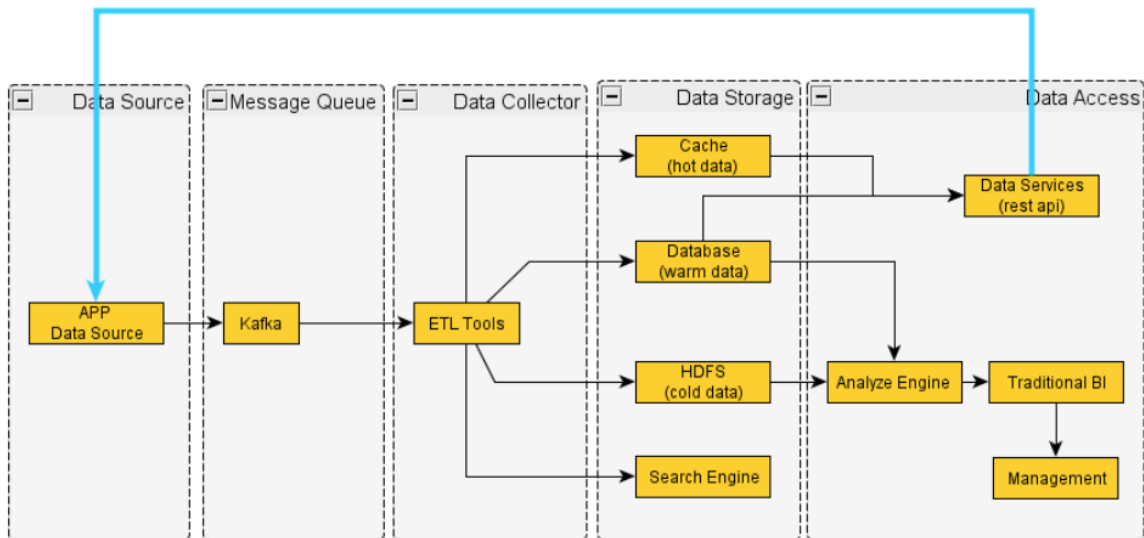 Data Source
Message Queue
Data Collector
Data Storage
Data Access
Cache
(hot data)
Data Services
(rest api)
Database
(warm data)
APP
Data Source
Kafka
ETL Tools
HDFS
(cold data)
Analyze Engine
Traditional BI
Search Engine
Management